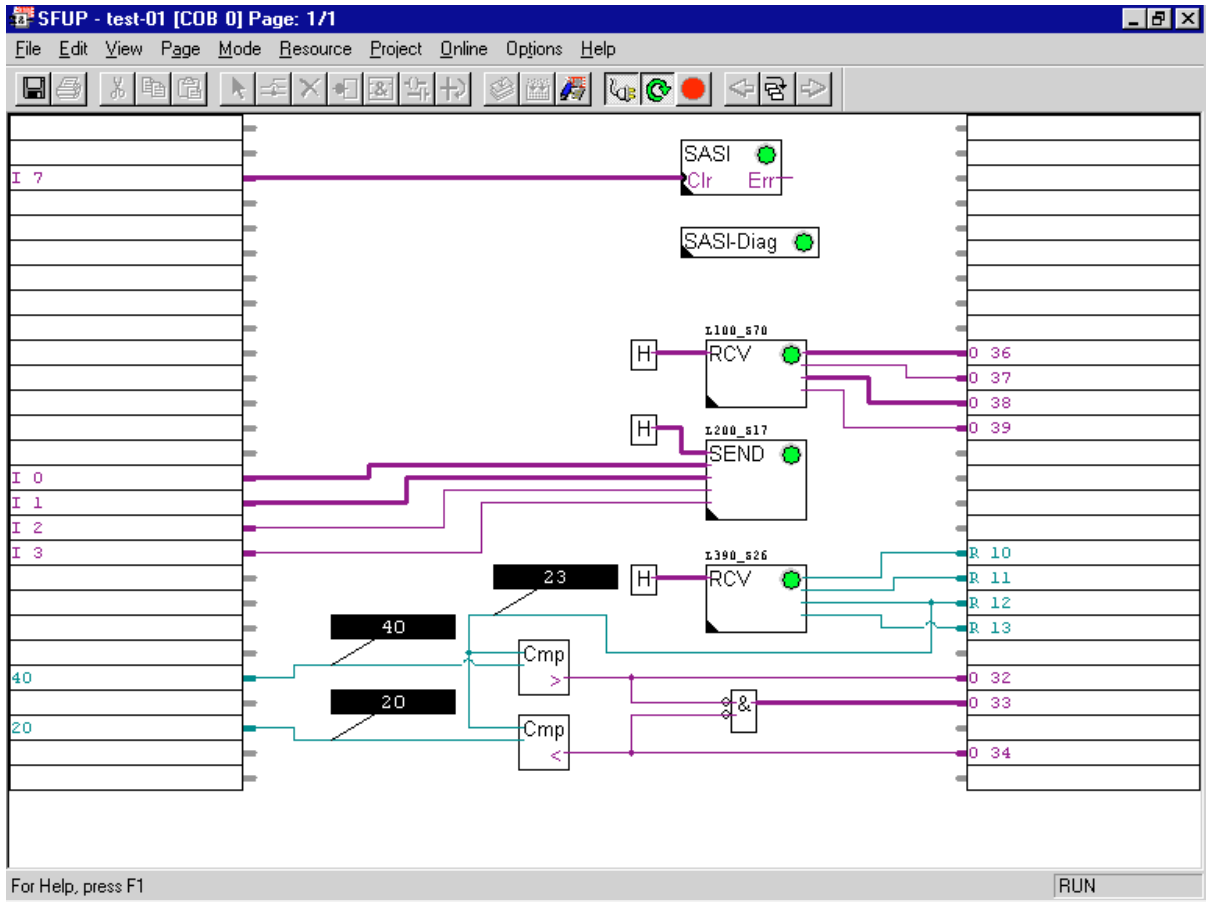 SFUP - test-01 [COB 0] Page: 1/1
File Edit View Page Mode Resource Project Online Options Help
SASI
I 7
Clr Err
SASI-Diag
L100_S70
H RCV O 36
O 37
O 38
O 39
H L200_S17
SEND
I 0
I 1
I 2
I 3
L390_S26
R 10
23 H RCV R 11
R 12
40 R 13
Cmp
40 > O 32
20 & O 33
20 Cmp
< O 34
For Help, press F1 RUN